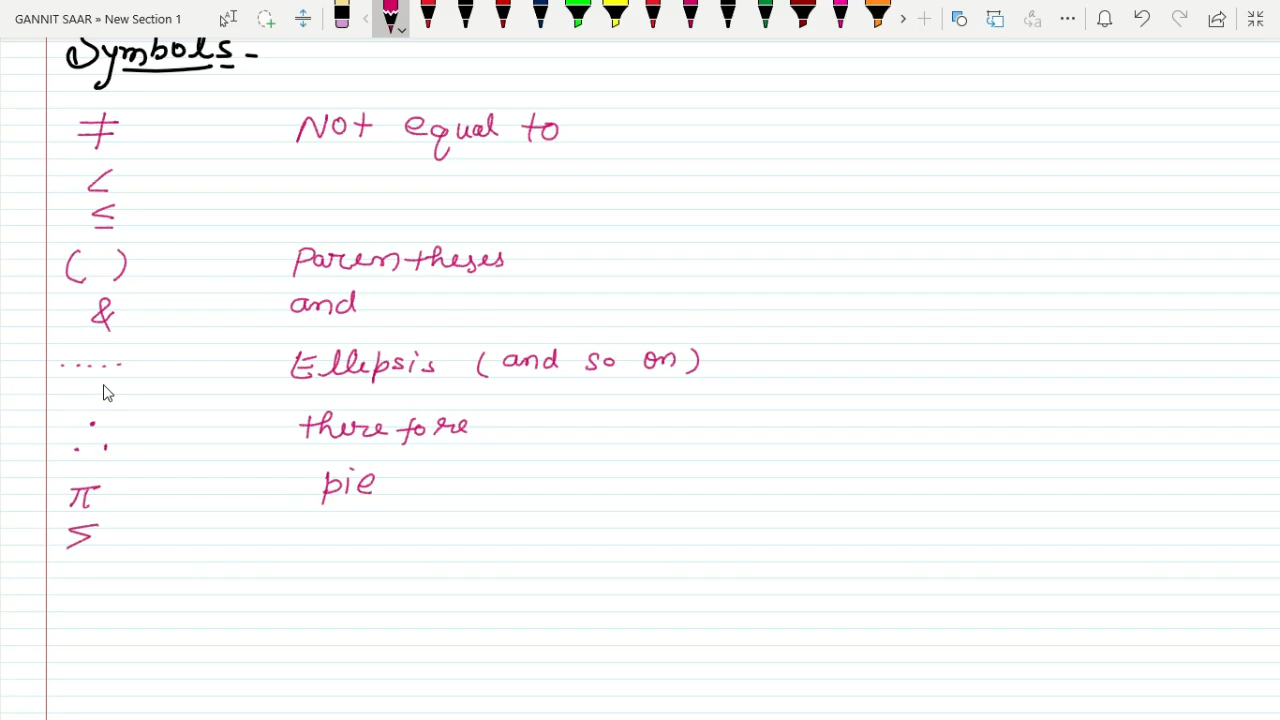 GANNIT SAAR » New Section 1
Symbols -
≠ Not equal to
<
≤
( ) Parentheses
& and
..... Ellepsis (and so on)
∴ therefore
π pie
>